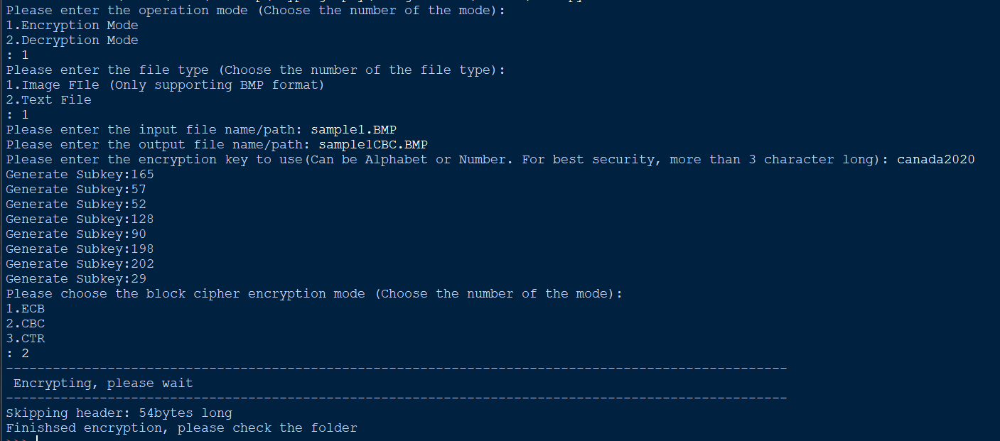 Please enter the operation mode (Choose the number of the mode):
1.Encryption Mode
2.Decryption Mode
: 1
Please enter the file type (Choose the number of the file type):
1.Image FIle (Only supporting BMP format)
2.Text File
: 1
Please enter the input file name/path: sample1.BMP
Please enter the output file name/path: sample1CBC.BMP
Please enter the encryption key to use(Can be Alphabet or Number. For best security, more than 3 character long): canada2020
Generate Subkey:165
Generate Subkey:57
Generate Subkey:52
Generate Subkey:128
Generate Subkey:90
Generate Subkey:198
Generate Subkey:202
Generate Subkey:29
Please choose the block cipher encryption mode (Choose the number of the mode):
1.ECB
2.CBC
3.CTR
: 2
----------------------------------------------------------------------------------------------------
Encrypting, please wait
----------------------------------------------------------------------------------------------------
Skipping header: 54bytes long
Finishsed encryption, please check the folder